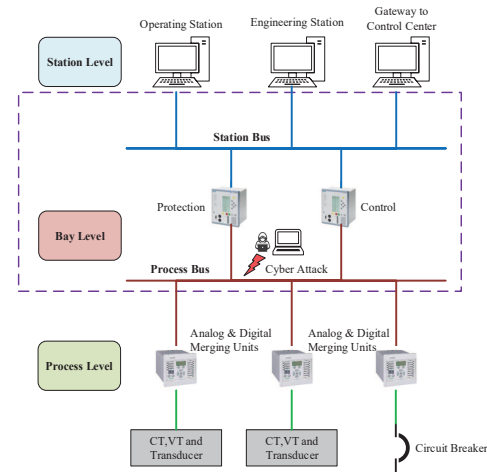 Operating Station
Engineering Station
Gateway to
Control Center
Station Level
Station Bus
Protection
Control
Bay Level
Process Bus
Cyber Attack
Analog & Digital
Merging Units
Analog & Digital
Merging Units
Process Level
CT,VT and
Transducer
CT,VT and
Transducer
Circuit Breaker